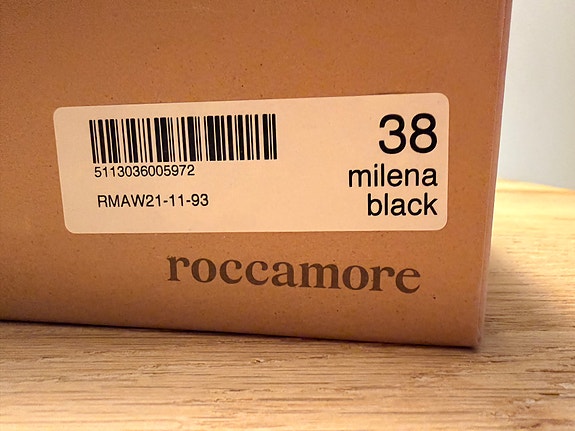 38
milena
black
5113036005972
RMAW21-11-93
roccamore